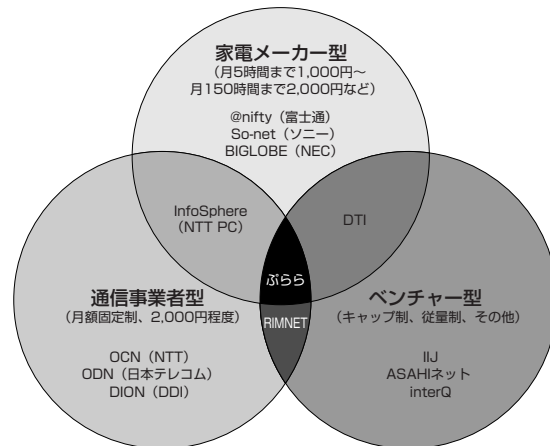 家電メーカー型
（月5時間まで1,000円～
月150時間まで2,000円など）
@nifty（富士通）
So-net（ソニー）
BIGLOBE（NEC）
InfoSphere
（NTT PC）
DTI
ぷらら
RIMNET
通信事業者型
（月額固定制、2,000円程度）
OCN（NTT）
ODN（日本テレコム）
DION（DDI）
ベンチャー型
（キャップ制、従量制、その他）
IIJ
ASAHIネット
interQ